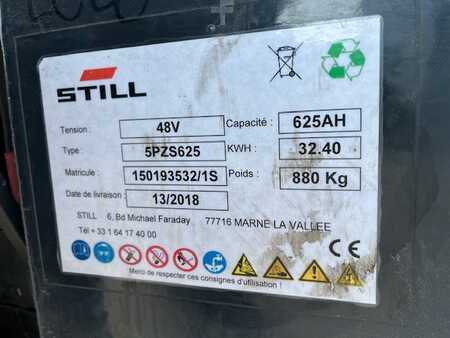 STILL
Tension : 48V Capacité : 625AH
Type : 5PZS625 KWH : 32.40
Matricule : 150193532/1S Poids : 880 Kg
Date de livraison : 13/2018
STILL 6, Bd Michael Faraday 77716 MARNE LA VALLEE
Tél + 33 1 64 17 40 00
CE
Merci de respecter ces consignes d'utilisation !